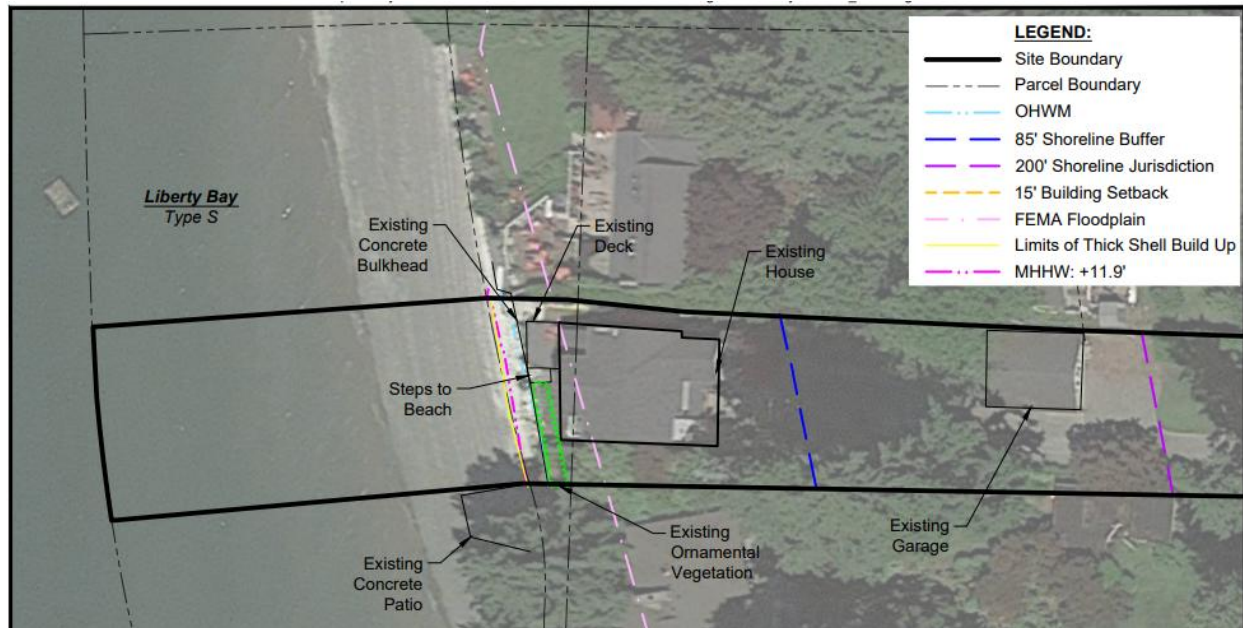 LEGEND:
Site Boundary
Parcel Boundary
OHWM
85' Shoreline Buffer
200' Shoreline Jurisdiction
15' Building Setback
FEMA Floodplain
Limits of Thick Shell Build Up
MHHW: +11.9'
Liberty Bay
Type S
Existing
Concrete
Bulkhead
Existing
Deck
Existing
House
Steps to
Beach
Existing
Concrete
Patio
Existing
Ornamental
Vegetation
Existing
Garage